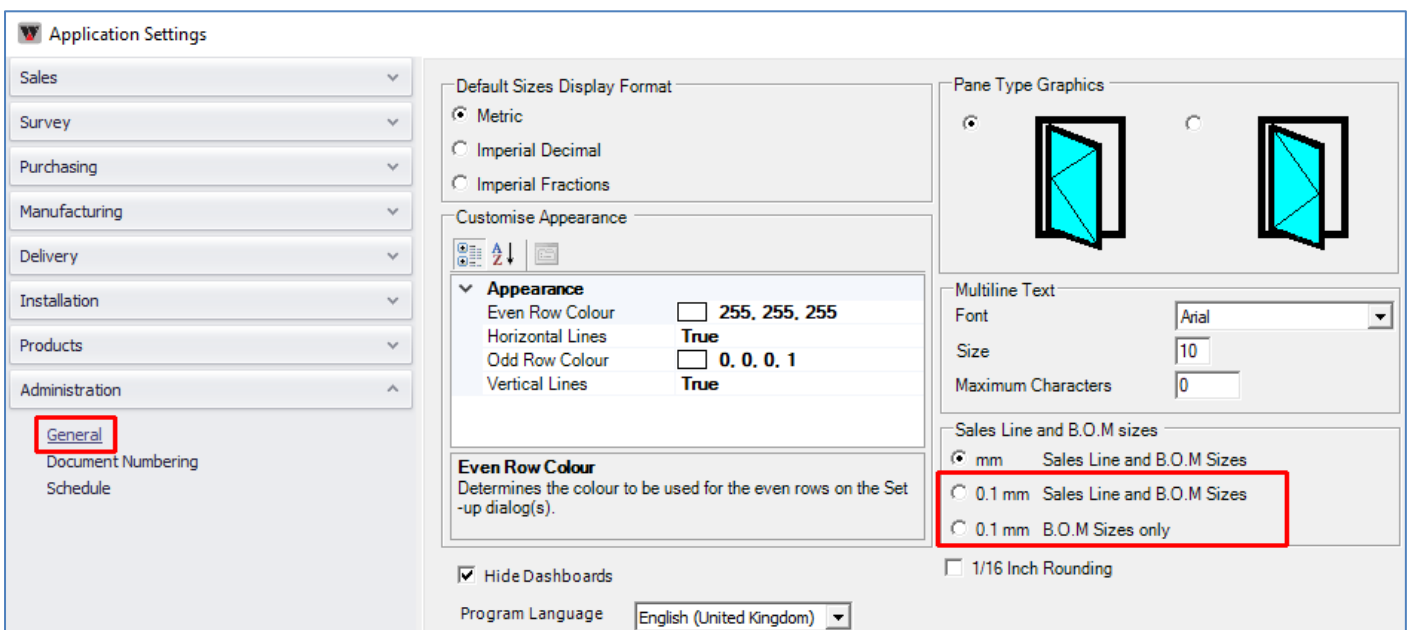 Application Settings
Sales
Survey
Purchasing
Manufacturing
Delivery
Installation
Products
Administration
General
Document Numbering
Schedule
Default Sizes Display Format
Metric
Imperial Decimal
Imperial Fractions
Customise Appearance
Appearance
Even Row Colour 255, 255, 255
Horizontal Lines True
Odd Row Colour 0, 0, 0, 1
Vertical Lines True
Even Row Colour
Determines the colour to be used for the even rows on the Set
-up dialog(s).
Hide Dashboards
Program Language English (United Kingdom)
Pane Type Graphics
Multiline Text
Font Arial
Size 10
Maximum Characters 0
Sales Line and B.O.M sizes
mm Sales Line and B.O.M Sizes
0.1 mm Sales Line and B.O.M Sizes
0.1 mm B.O.M Sizes only
1/16 Inch Rounding